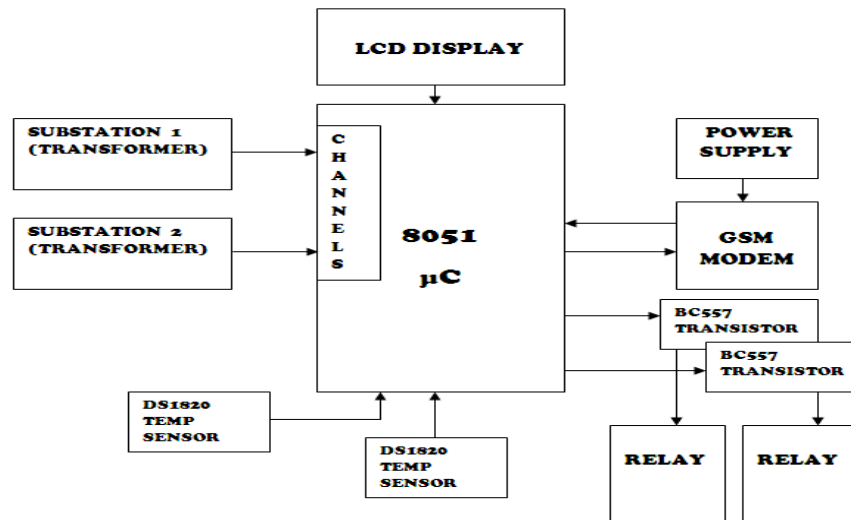 LCD DISPLAY
SUBSTATION 1
(TRANSFORMER)
SUBSTATION 2
(TRANSFORMER)
CHANNELS
8051
µC
POWER
SUPPLY
GSM
MODEM
BC557
TRANSISTOR
BC557
TRANSISTOR
DS1820
TEMP
SENSOR
DS1820
TEMP
SENSOR
RELAY
RELAY